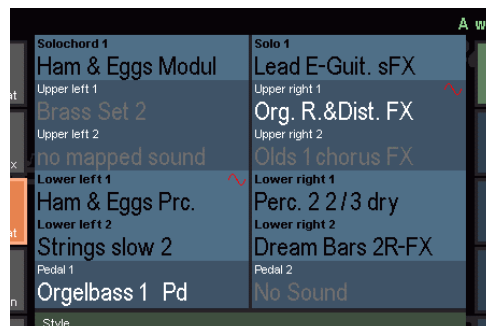 A w
Solochord 1
Ham & Eggs Modul
Solo 1
Lead E-Guit. sFX
Upper left 1
Brass Set 2
Upper right 1
Org. R.&Dist. FX
Upper left 2
no mapped sound
Upper right 2
Olds 1 chorus FX
Lower left 1
Ham & Eggs Prc.
Lower right 1
Perc. 2 2/3 dry
Lower left 2
Strings slow 2
Lower right 2
Dream Bars 2R-FX
Pedal 1
Orgelbass 1 Pd
Pedal 2
No Sound
Style